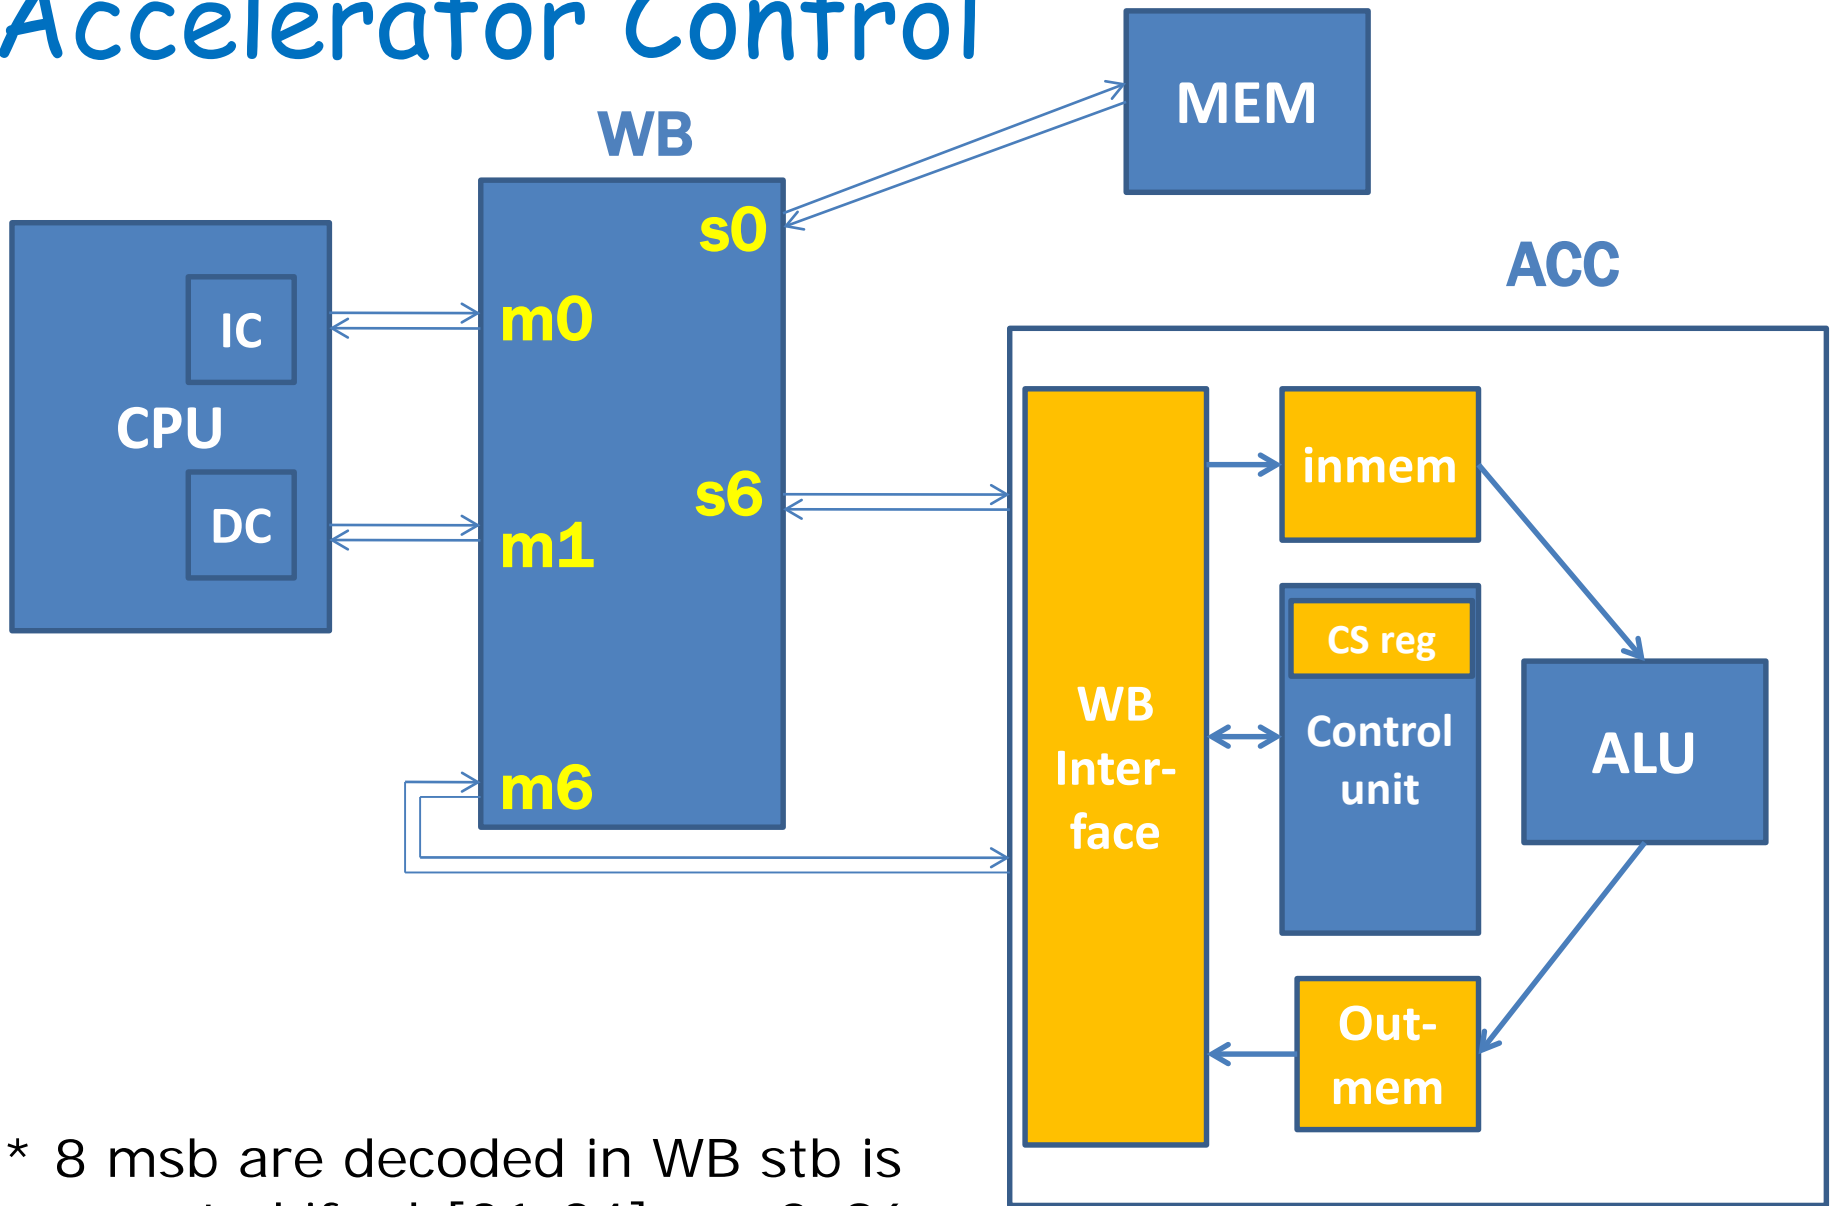 Accelerator Control
MEM
WB
s0
ACC
IC
m0
inmem
CPU
s6
DC
m1
CS reg
WB
Inter-
face
Control
unit
ALU
m6
Out-
mem
* 8 msb are decoded in WB stb is